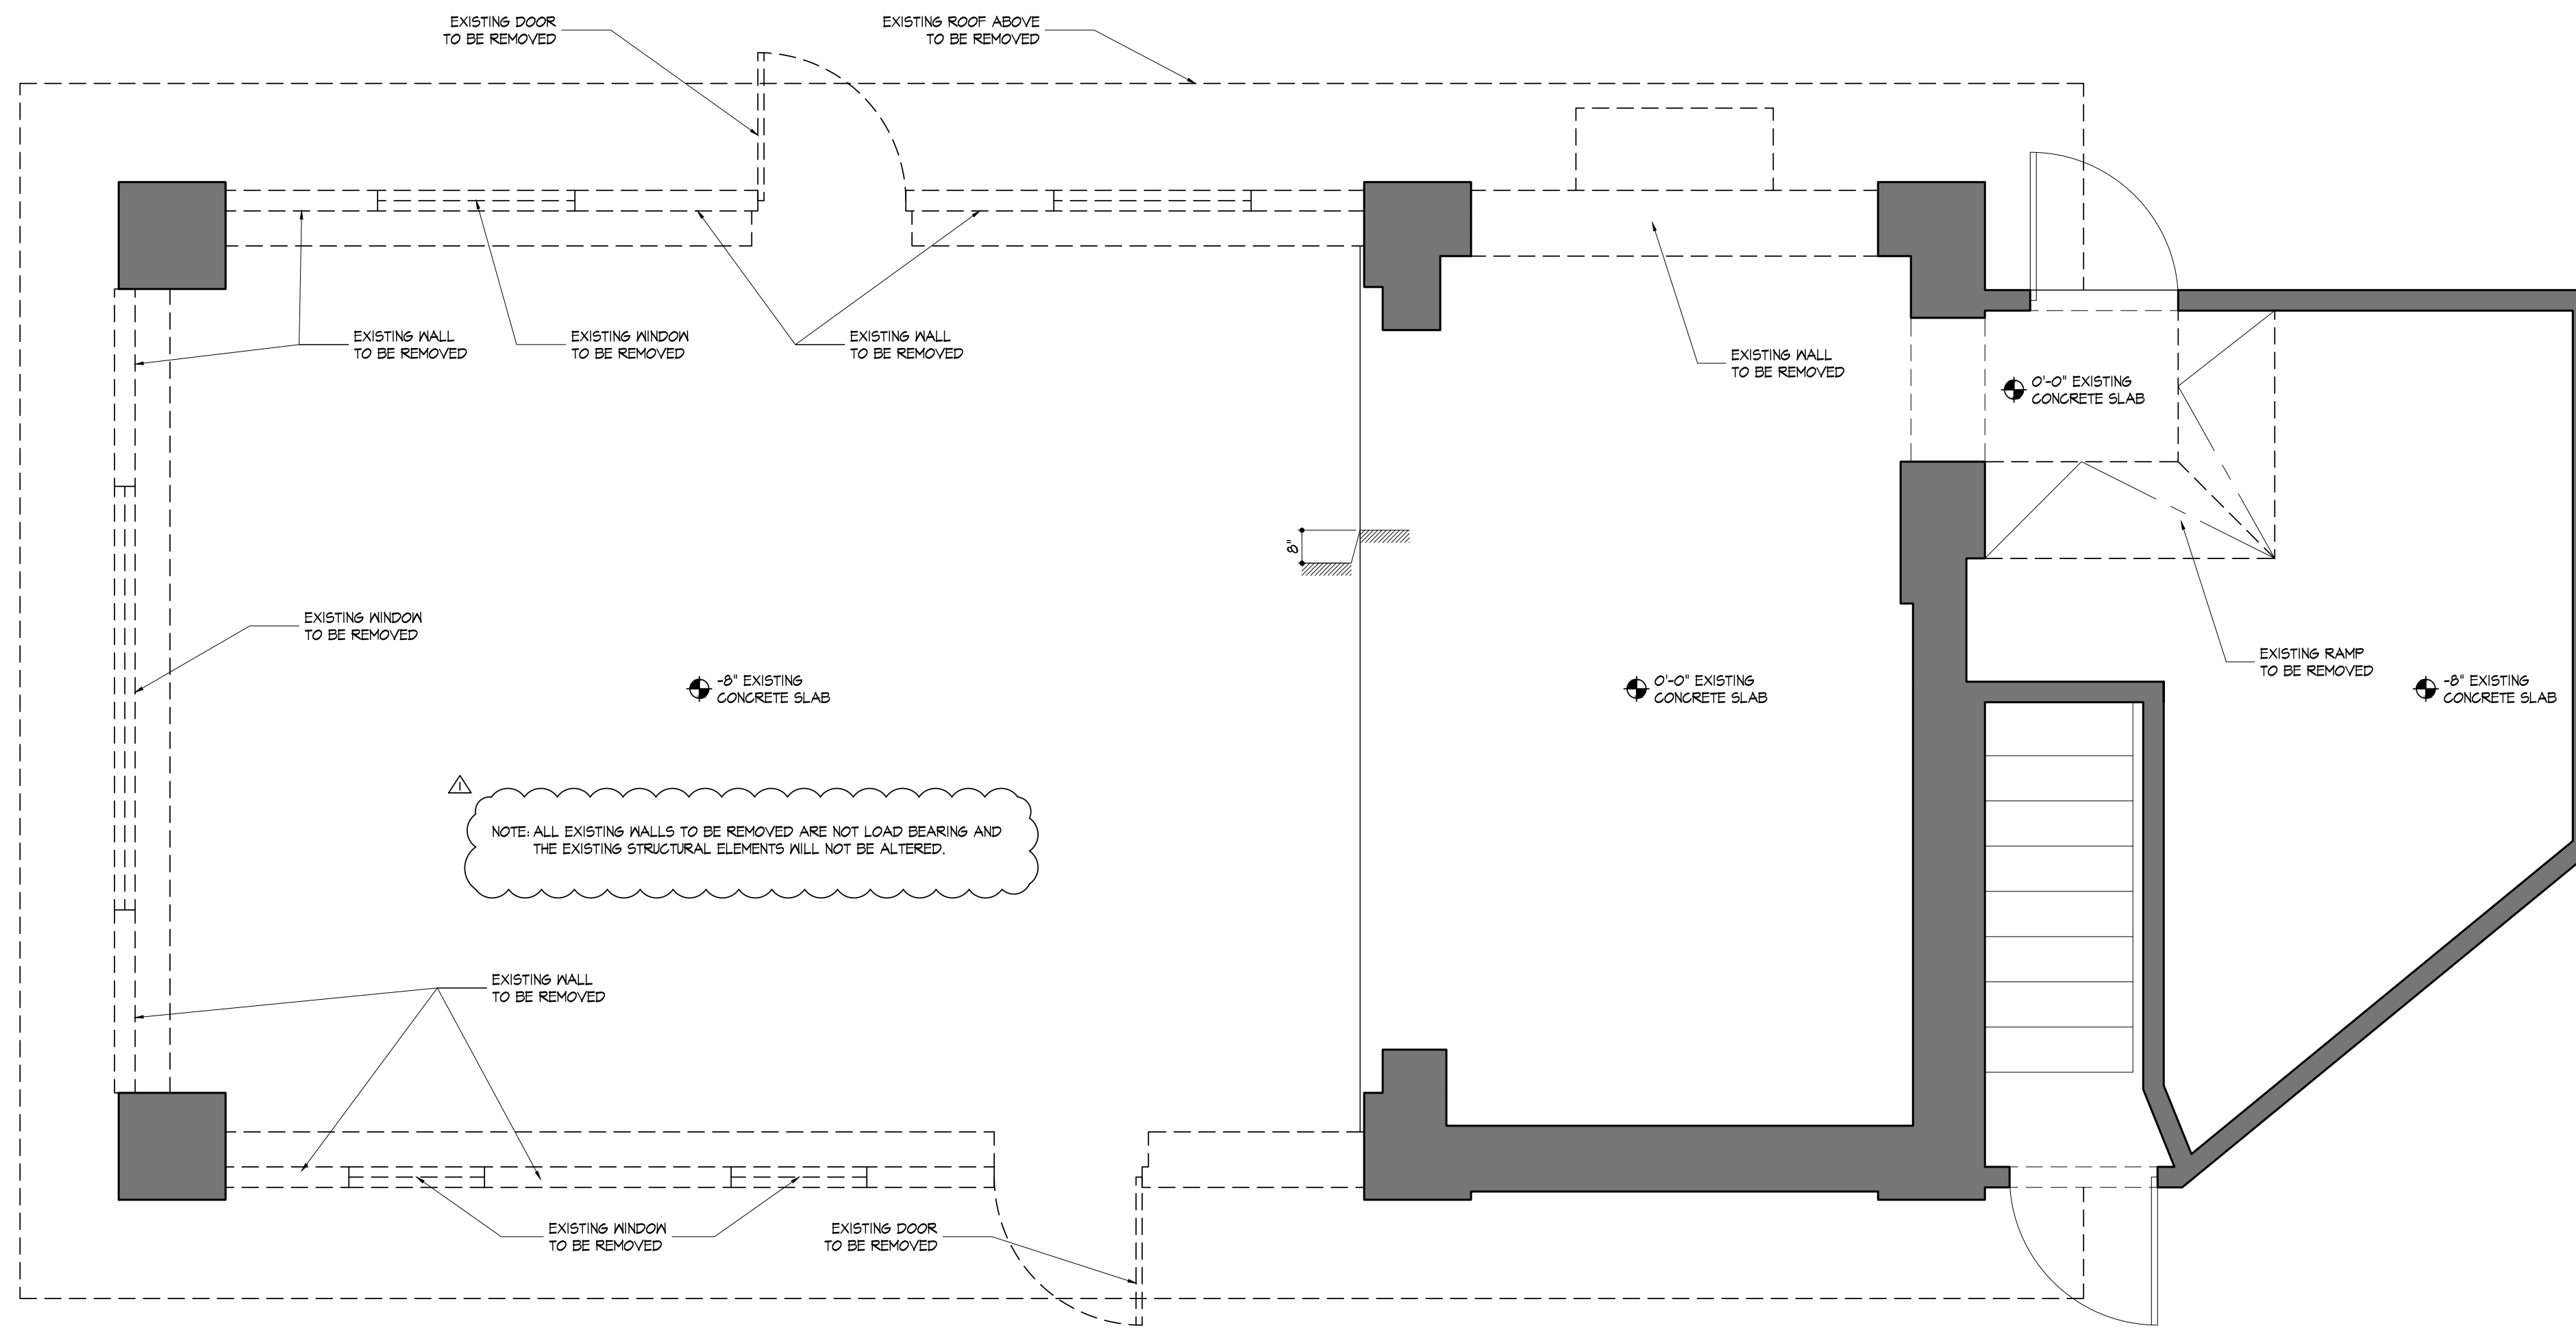 EXISTING DOOR
TO BE REMOVED
EXISTING ROOF ABOVE
TO BE REMOVED
EXISTING WALL
TO BE REMOVED
EXISTING WINDOW
TO BE REMOVED
EXISTING WALL
TO BE REMOVED
EXISTING WALL
TO BE REMOVED
0'-0" EXISTING
CONCRETE SLAB
8"
EXISTING WINDOW
TO BE REMOVED
EXISTING RAMP
TO BE REMOVED
-8" EXISTING
CONCRETE SLAB
0'-0" EXISTING
CONCRETE SLAB
-8" EXISTING
CONCRETE SLAB
1
NOTE: ALL EXISTING WALLS TO BE REMOVED ARE NOT LOAD BEARING AND
THE EXISTING STRUCTURAL ELEMENTS WILL NOT BE ALTERED.
EXISTING WALL
TO BE REMOVED
EXISTING WINDOW
TO BE REMOVED
EXISTING DOOR
TO BE REMOVED